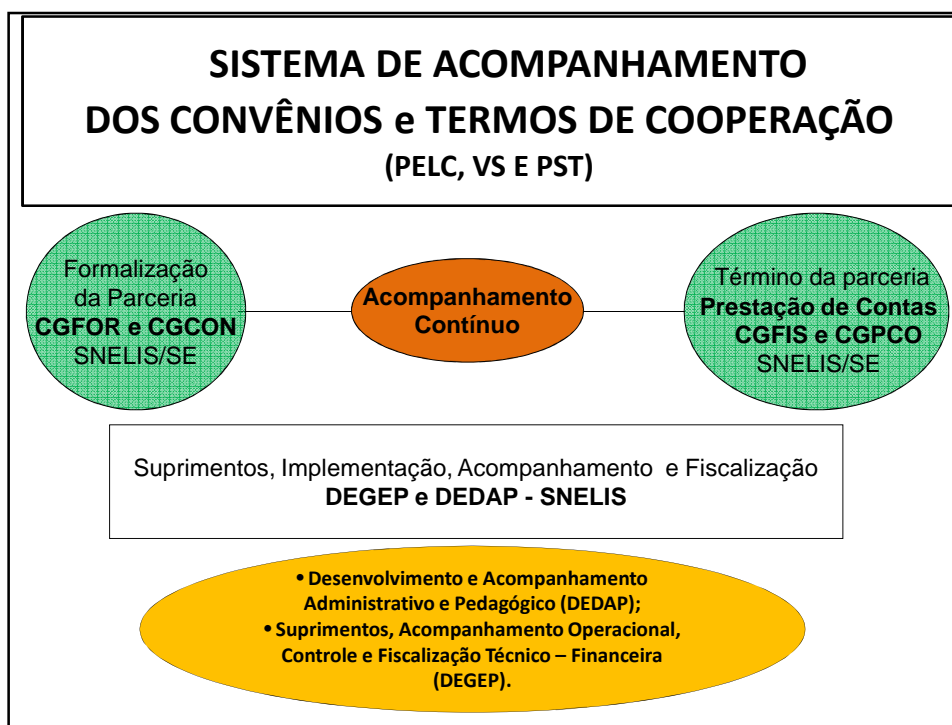 SISTEMA DE ACOMPANHAMENTO
DOS CONVÊNIOS e TERMOS DE COOPERAÇÃO
(PELC, VS E PST)
Formalização
da Parceria
CGFOR e CGCON
SNELIS/SE
Acompanhamento
Contínuo
Término da parceria
Prestação de Contas
CGFIS e CGPCO
SNELIS/SE
Suprimentos, Implementação, Acompanhamento e Fiscalização
DEGEP e DEDAP - SNELIS
• Desenvolvimento e Acompanhamento
Administrativo e Pedagógico (DEDAP);
• Suprimentos, Acompanhamento Operacional,
Controle e Fiscalização Técnico – Financeira
(DEGEP).